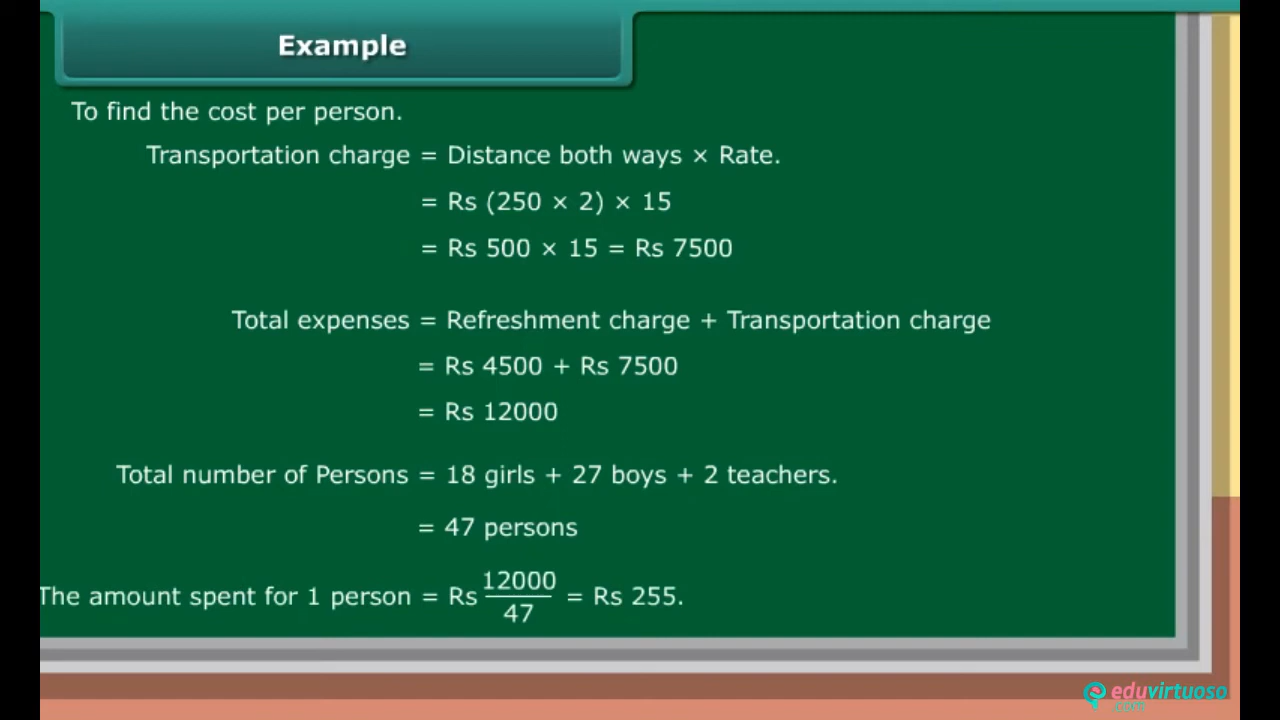 Example
To find the cost per person.
Transportation charge = Distance both ways × Rate.
= Rs (250 × 2) × 15
= Rs 500 × 15 = Rs 7500
Total expenses = Refreshment charge + Transportation charge
= Rs 4500 + Rs 7500
= Rs 12000
Total number of Persons = 18 girls + 27 boys + 2 teachers.
= 47 persons
The amount spent for 1 person = Rs 12000/47 = Rs 255.
eduvirtuoso
.com